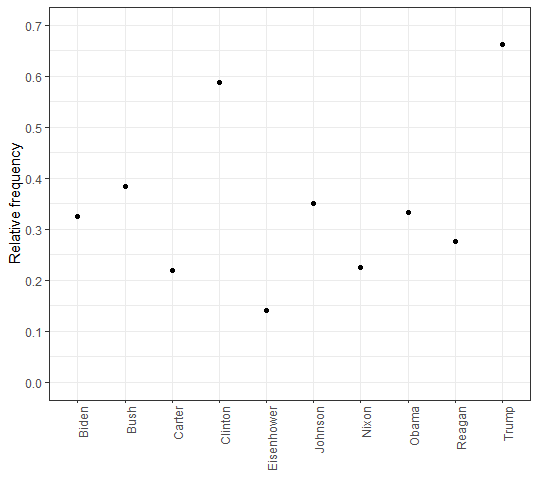 Relative frequency
0.7
0.6
0.5
0.4
0.3
0.2
0.1
0.0
Biden
Bush
Carter
Clinton
Eisenhower
Johnson
Nixon
Obama
Reagan
Trump